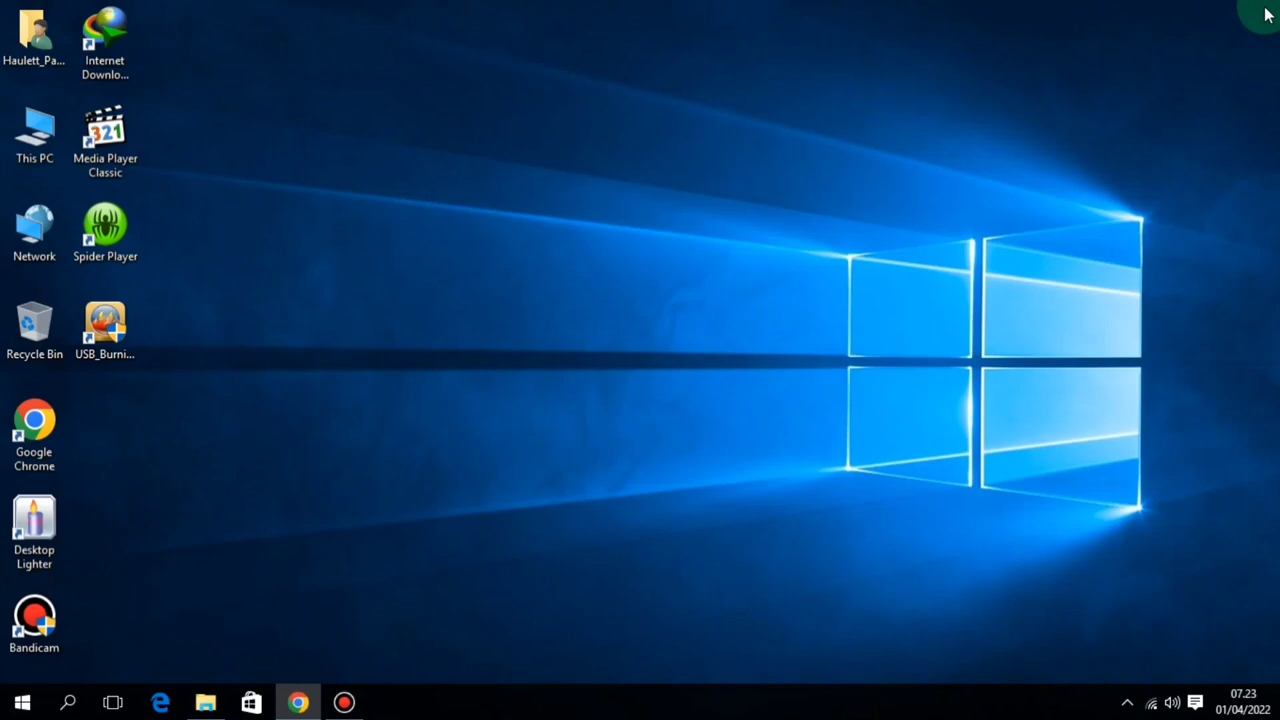 Haulett_Pa...
Internet
Downlo...
This PC
321
Media Player
Classic
Network
Spider Player
Recycle Bin
USB_Burni...
Google
Chrome
Desktop
Lighter
Bandicam
07.23
01/04/2022